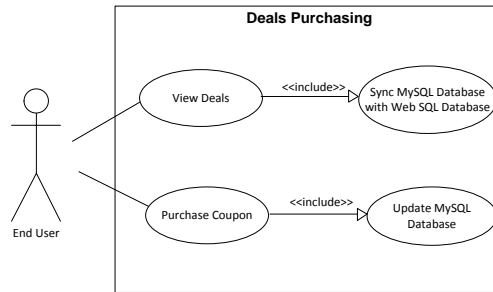 Deals Purchasing
<<include>>
View Deals
Sync MySQL Database
with Web SQL Database
<<include>>
Purchase Coupon
Update MySQL
Database
End User